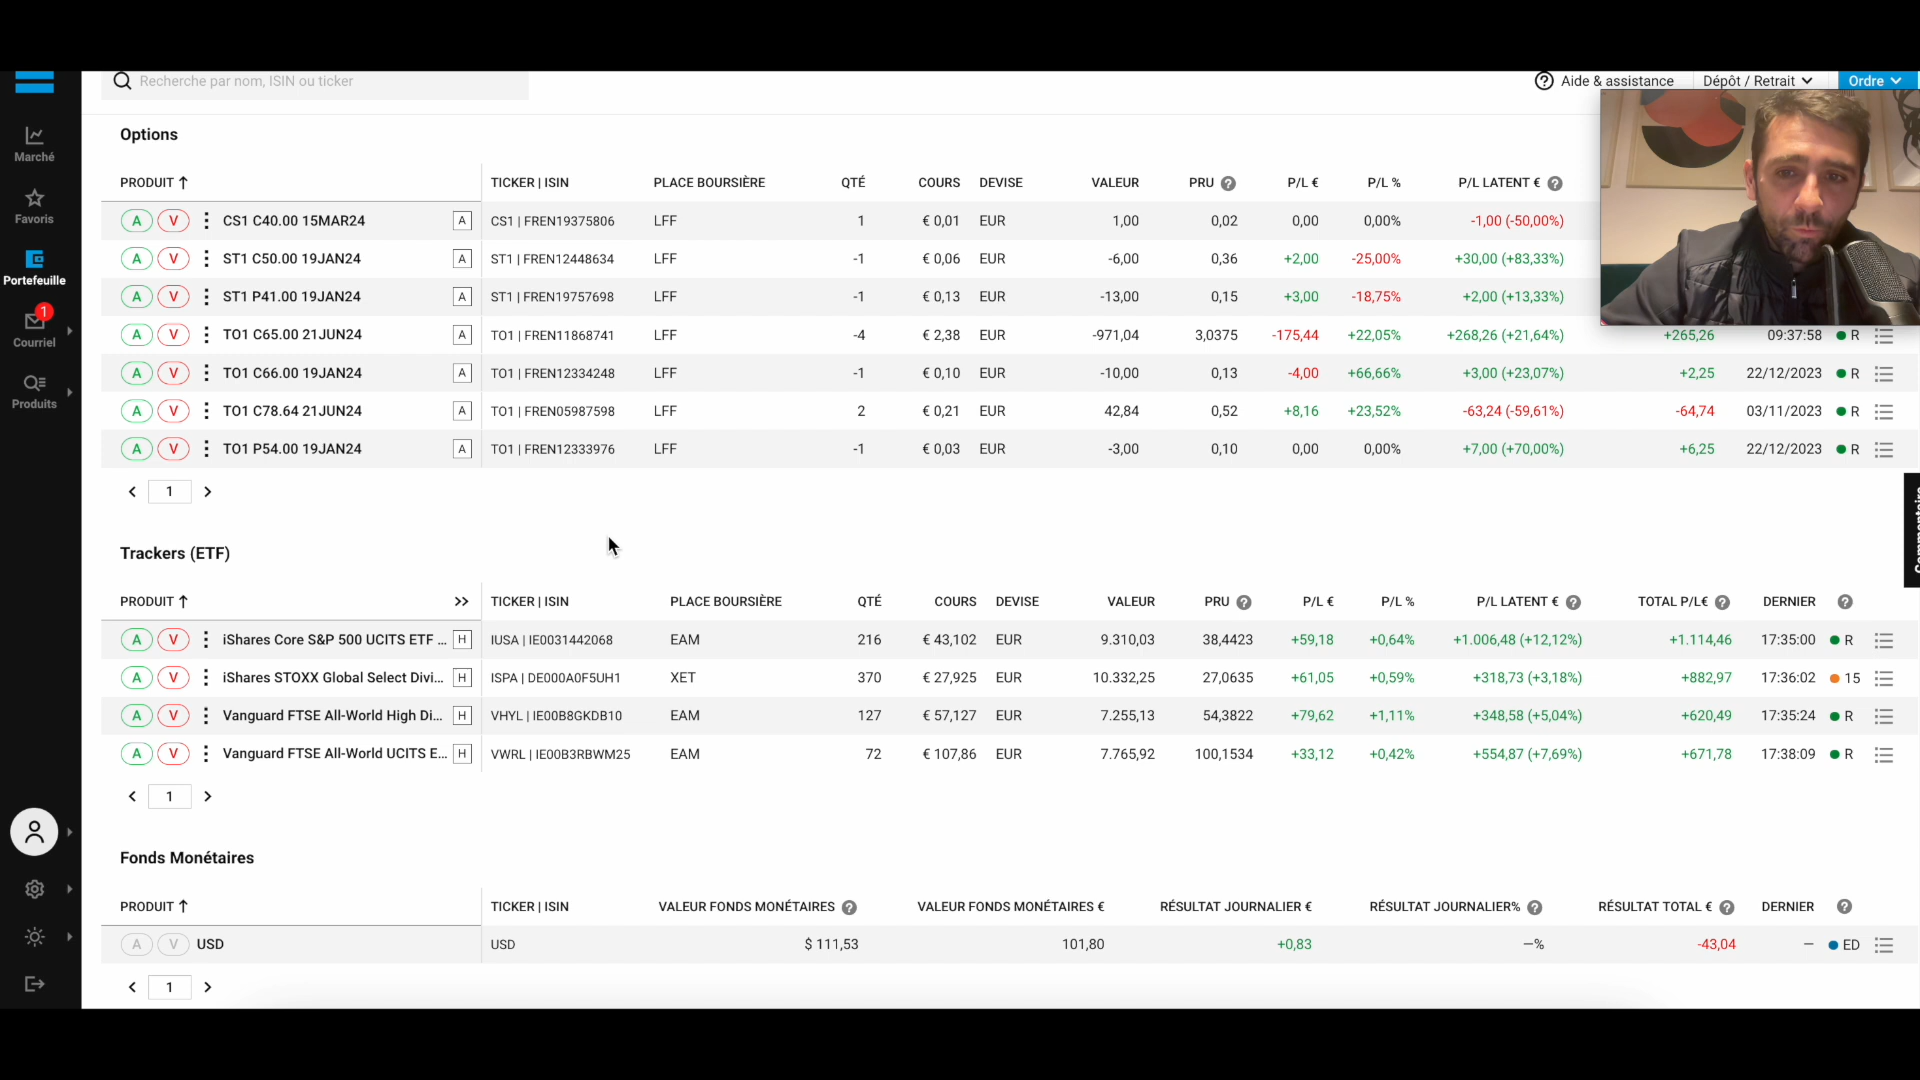 Recherche par nom, ISIN ou ticker
Aide & assistance
Dépôt / Retrait
Ordre
Marché
Favoris
Portefeuille
1
Courriel
Produits
Options
PRODUIT TICKER | ISIN PLACE BOURSIÈRE QTÉ COURS DEVISE VALEUR PRU ? P/L € P/L % P/L LATENT € ?
A V CS1 C40.00 15MAR24 A CS1 | FREN19375806 LFF 1 € 0,01 EUR 1,00 0,02 0,00 0,00% -1,00 (-50,00%)
A V ST1 C50.00 19JAN24 A ST1 | FREN12448634 LFF -1 € 0,06 EUR -6,00 0,36 +2,00 -25,00% +30,00 (+83,33%)
A V ST1 P41.00 19JAN24 A ST1 | FREN19757698 LFF -1 € 0,13 EUR -13,00 0,15 +3,00 -18,75% +2,00 (+13,33%)
A V TO1 C65.00 21JUN24 A TO1 | FREN11868741 LFF -4 € 2,38 EUR -971,04 3,0375 -175,44 +22,05% +268,26 (+21,64%) +265,26 09:37:58 R
A V TO1 C66.00 19JAN24 A TO1 | FREN12334248 LFF -1 € 0,10 EUR -10,00 0,13 -4,00 +66,66% +3,00 (+23,07%) +2,25 22/12/2023 R
A V TO1 C78.64 21JUN24 A TO1 | FREN05987598 LFF 2 € 0,21 EUR 42,84 0,52 +8,16 +23,52% -63,24 (-59,61%) -64,74 03/11/2023 R
A V TO1 P54.00 19JAN24 A TO1 | FREN12333976 LFF -1 € 0,03 EUR -3,00 0,10 0,00 0,00% +7,00 (+70,00%) +6,25 22/12/2023 R
1
Commentaire
Trackers (ETF)
PRODUIT TICKER | ISIN PLACE BOURSIÈRE QTÉ COURS DEVISE VALEUR PRU ? P/L € P/L % P/L LATENT € ? TOTAL P/L€ ? DERNIER ?
A V iShares Core S&P 500 UCITS ETF ... H IUSA | IE0031442068 EAM 216 € 43,102 EUR 9.310,03 38,4423 +59,18 +0,64% +1.006,48 (+12,12%) +1.114,46 17:35:00 R
A V iShares STOXX Global Select Divi... H ISPA | DE000A0F5UH1 XET 370 € 27,925 EUR 10.332,25 27,0635 +61,05 +0,59% +318,73 (+3,18%) +882,97 17:36:02 15
A V Vanguard FTSE All-World High Di... H VHYL | IE00B8GKDB10 EAM 127 € 57,127 EUR 7.255,13 54,3822 +79,62 +1,11% +348,58 (+5,04%) +620,49 17:35:24 R
A V Vanguard FTSE All-World UCITS E... H VWRL | IE00B3RBWM25 EAM 72 € 107,86 EUR 7.765,92 100,1534 +33,12 +0,42% +554,87 (+7,69%) +671,78 17:38:09 R
1
Fonds Monétaires
PRODUIT TICKER | ISIN VALEUR FONDS MONÉTAIRES ? VALEUR FONDS MONÉTAIRES € RÉSULTAT JOURNALIER € RÉSULTAT JOURNALIER% ? RÉSULTAT TOTAL € ? DERNIER ?
A V USD USD $ 111,53 101,80 +0,83 —% -43,04 — ED
1